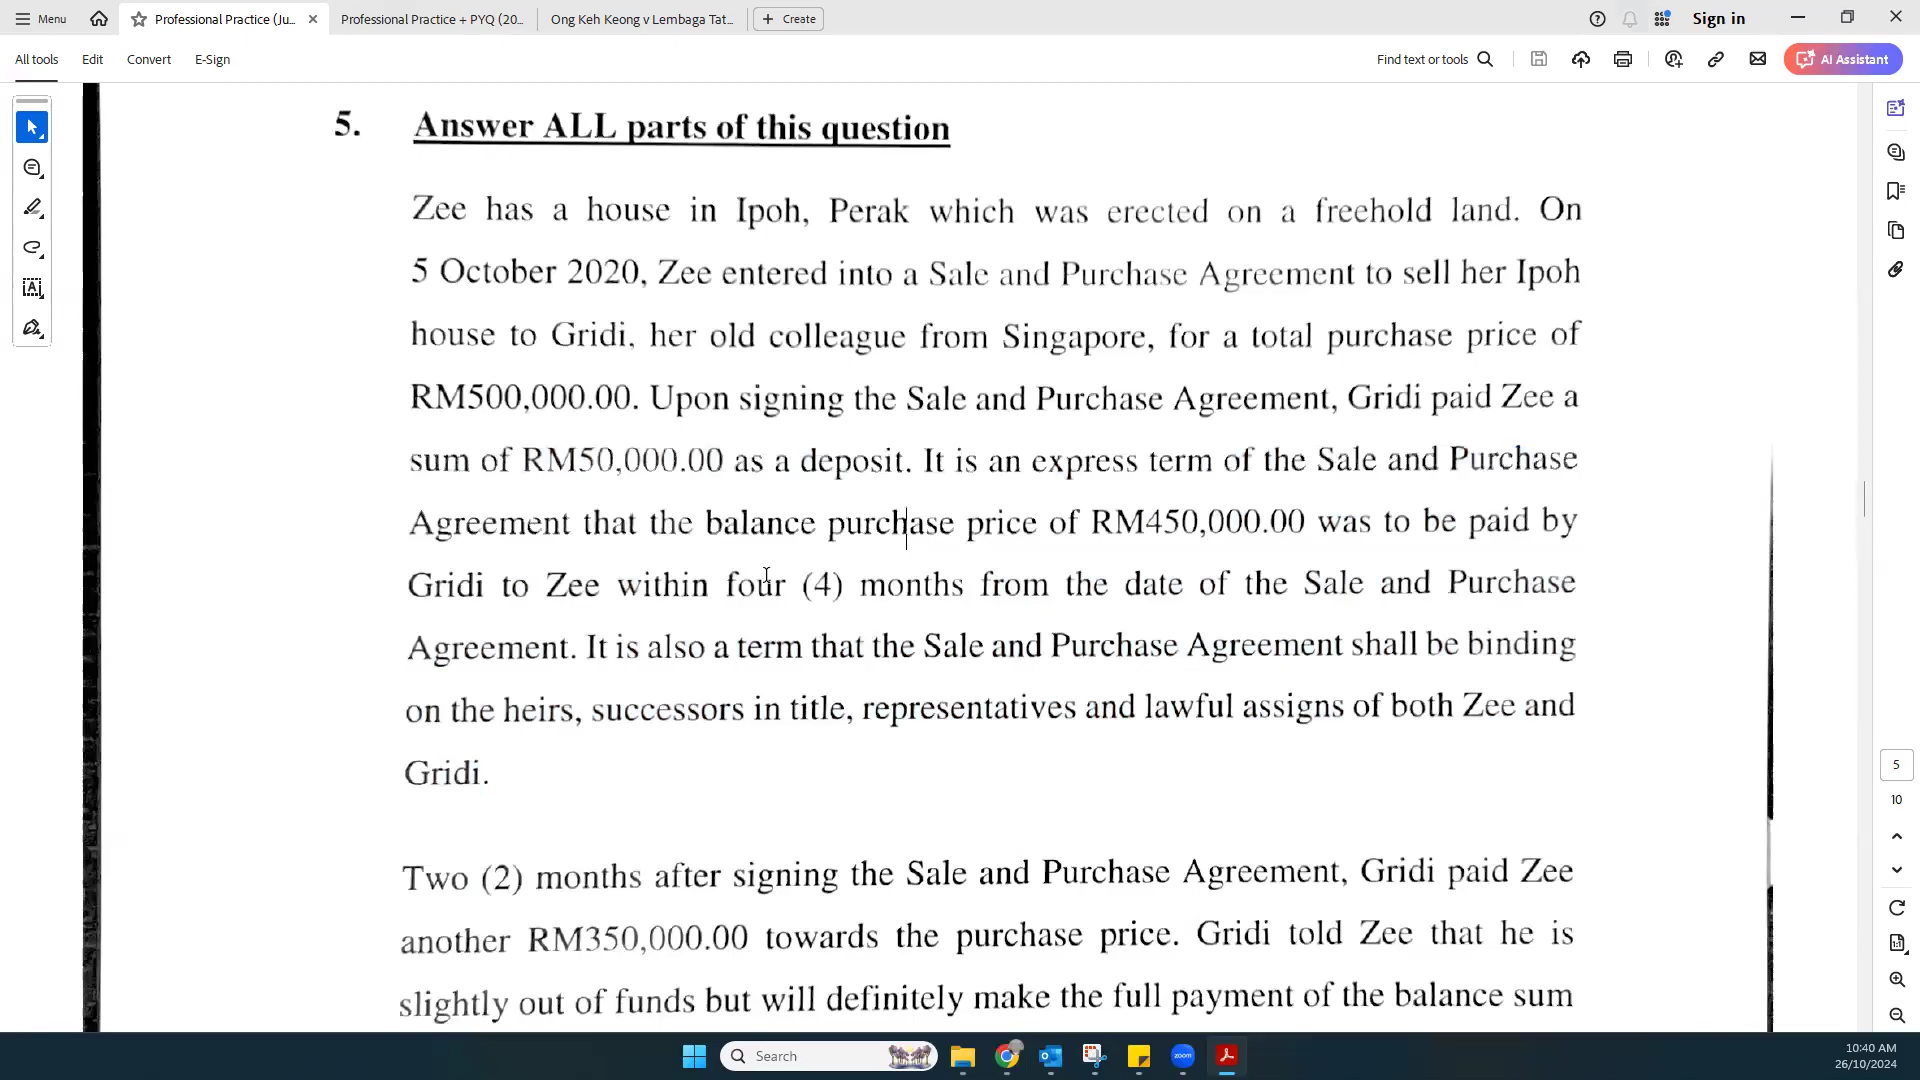 Menu
Professional Practice (Ju...
Professional Practice + PYQ (20...
Ong Keh Keong v Lembaga Tat...
Create
Sign in
All tools
Edit
Convert
E-Sign
Find text or tools
AI Assistant
5. Answer ALL parts of this question
Zee has a house in Ipoh, Perak which was erected on a freehold land. On
5 October 2020, Zee entered into a Sale and Purchase Agreement to sell her Ipoh
house to Gridi, her old colleague from Singapore, for a total purchase price of
RM500,000.00. Upon signing the Sale and Purchase Agreement, Gridi paid Zee a
sum of RM50,000.00 as a deposit. It is an express term of the Sale and Purchase
Agreement that the balance purchase price of RM450,000.00 was to be paid by
Gridi to Zee within four (4) months from the date of the Sale and Purchase
Agreement. It is also a term that the Sale and Purchase Agreement shall be binding
on the heirs, successors in title, representatives and lawful assigns of both Zee and
Gridi.
Two (2) months after signing the Sale and Purchase Agreement, Gridi paid Zee
another RM350,000.00 towards the purchase price. Gridi told Zee that he is
slightly out of funds but will definitely make the full payment of the balance sum
5
10
Search
zoom
10:40 AM
26/10/2024